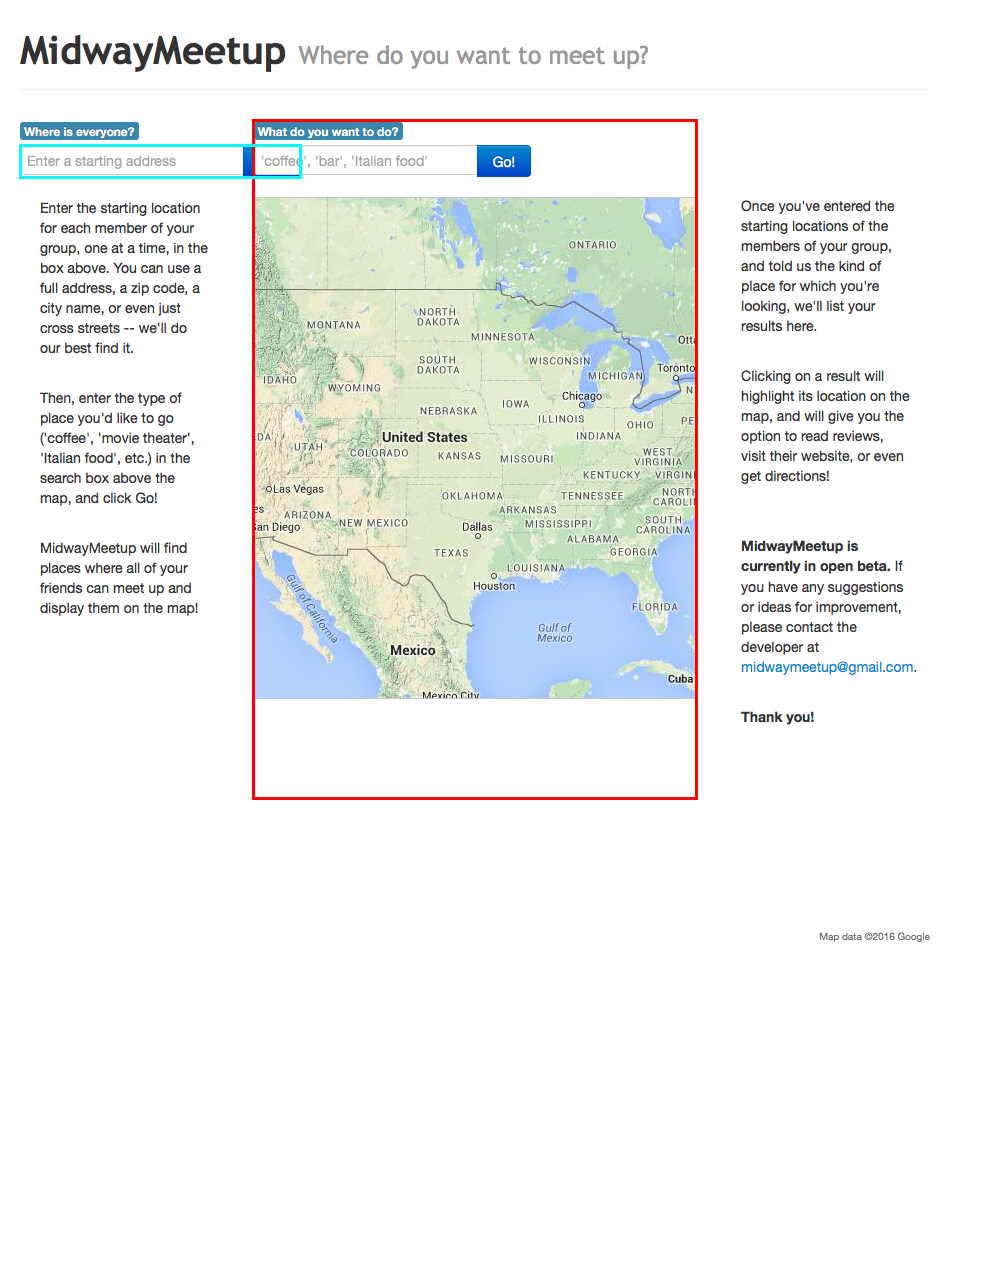 MidwayMeetup Where do you want to meet up?
Where is everyone?
What do you want to do?
Enter a starting address
'coffee', 'bar', 'Italian food'
Go!
Enter the starting location
for each member of your
group, one at a time, in the
box above. You can use a
full address, a zip code, a
city name, or even just
cross streets -- we'll do
our best find it.
Then, enter the type of
place you'd like to go
('coffee', 'movie theater',
'Italian food', etc.) in the
search box above the
map, and click Go!
MidwayMeetup will find
places where all of your
friends can meet up and
display them on the map!
ONTARIO
MONTANA
NORTH
DAKOTA
MINNESOTA
SOUTH
DAKOTA
WISCONSIN
MICHIGAN
Toronto
IDAHO
WYOMING
Chicago
NEBRASKA
IOWA
ILLINOIS
OHIO
INDIANA
United States
UTAH
COLORADO
KANSAS
MISSOURI
WEST
VIRGINIA
KENTUCKY
Las Vegas
OKLAHOMA
TENNESSEE
ARKANSAS
ARIZONA
NEW MEXICO
Dallas
MISSISSIPPI
SOUTH
CAROLINA
ALABAMA
GEORGIA
TEXAS
LOUISIANA
Houston
Gulf of California
FLORIDA
Gulf of
Mexico
Mexico
Cuba
Mexico City
Once you've entered the
starting locations of the
members of your group,
and told us the kind of
place for which you're
looking, we'll list your
results here.
Clicking on a result will
highlight its location on the
map, and will give you the
option to read reviews,
visit their website, or even
get directions!
MidwayMeetup is
currently in open beta. If
you have any suggestions
or ideas for improvement,
please contact the
developer at
midwaymeetup@gmail.com.
Thank you!
Map data ©2016 Google